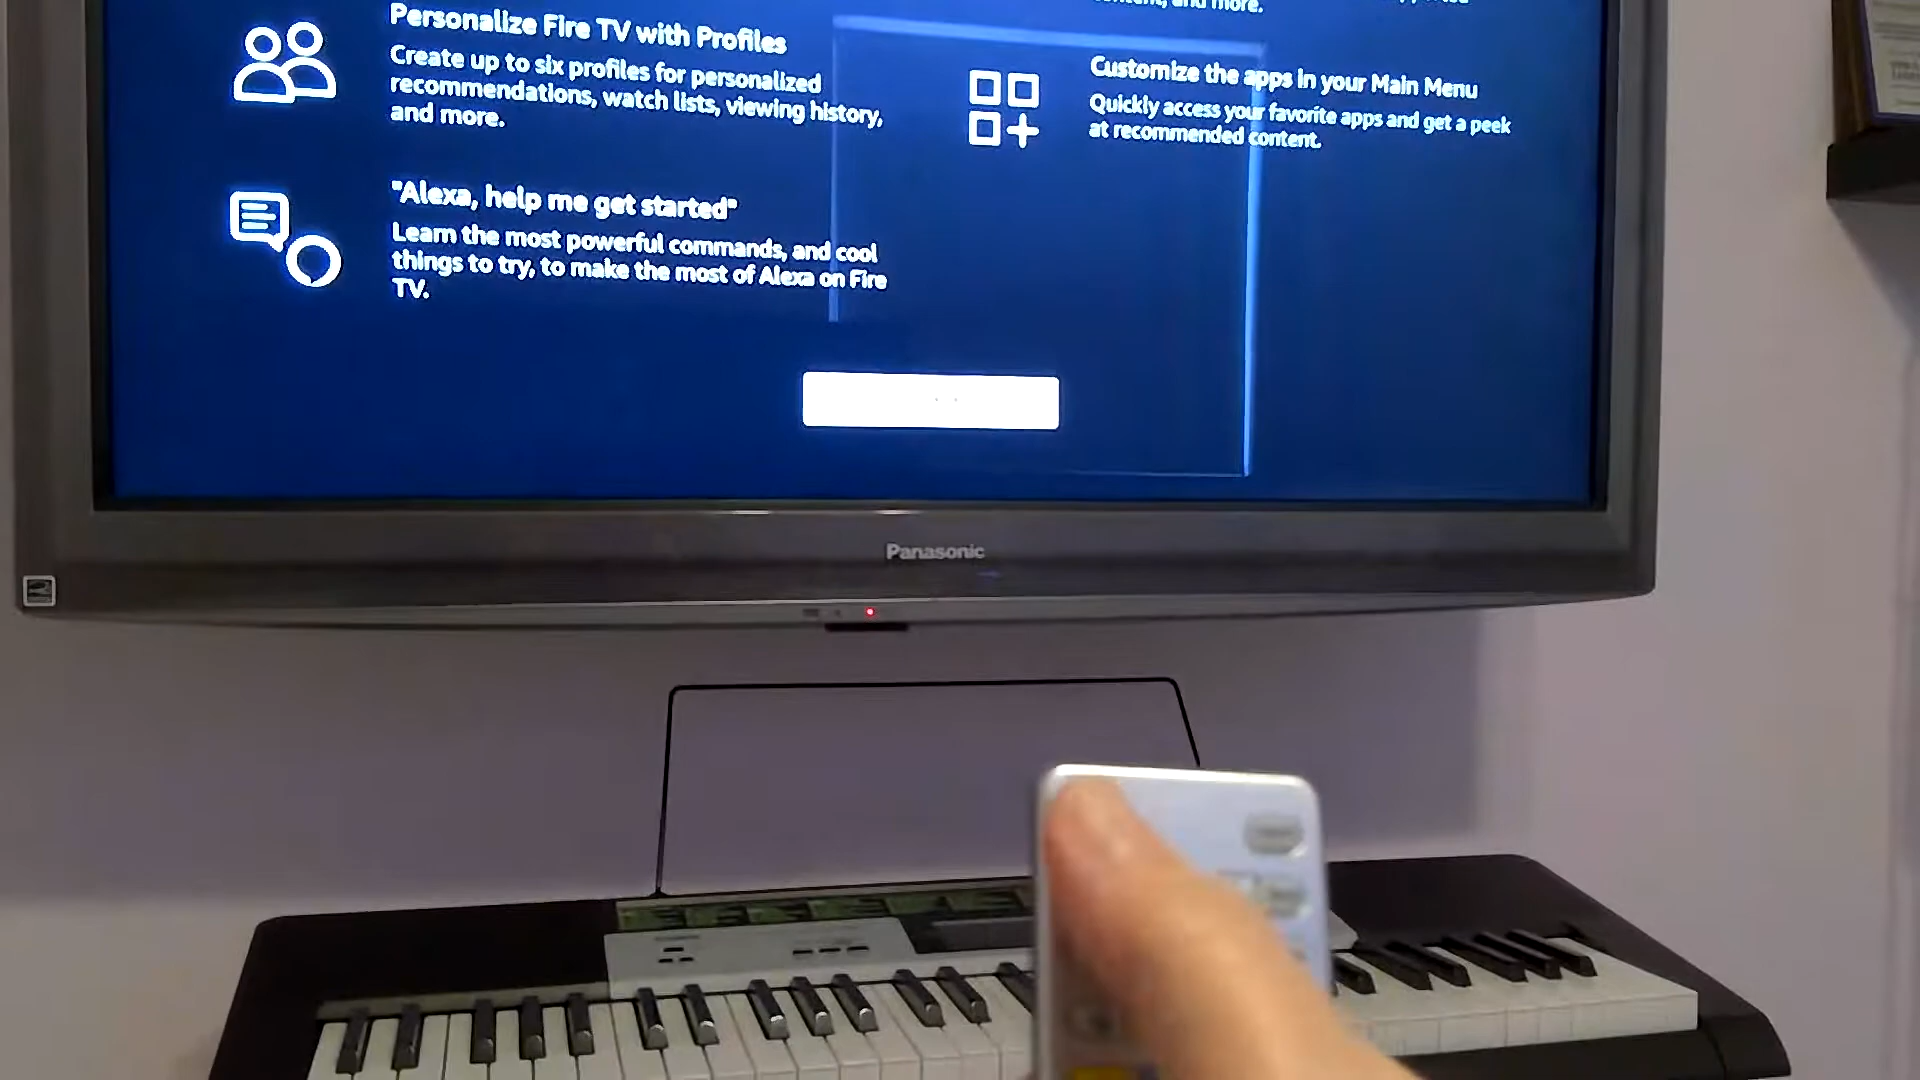 Personalize Fire TV with Profiles
Create up to six profiles for personalized
recommendations, watch lists, viewing history,
and more.
"Alexa, help me get started"
Learn the most powerful commands, and cool
things to try, to make the most of Alexa on Fire
TV.
and more.
Customize the apps in your Main Menu
Quickly access your favorite apps and get a peek
at recommended content.
Panasonic